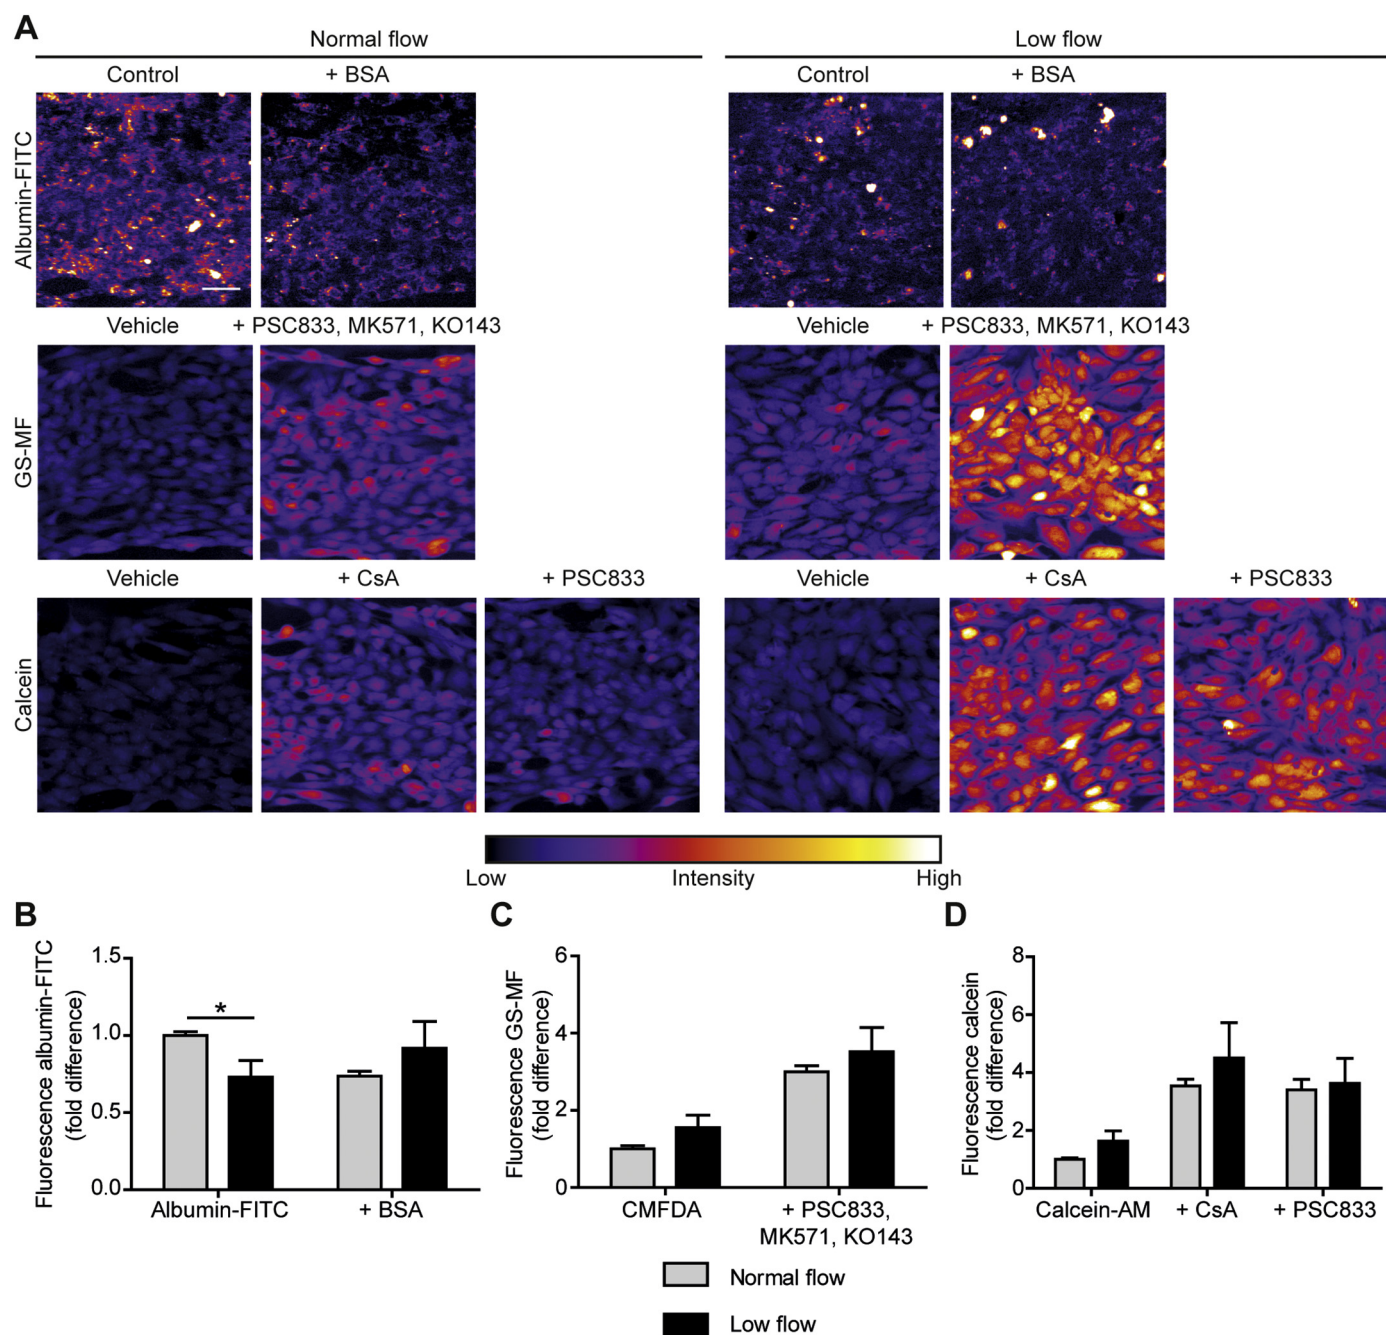 A
Normal flow
Low flow
Control
+ BSA
Control
+ BSA
Albumin-FITC
Vehicle
+ PSC833, MK571, KO143
Vehicle
+ PSC833, MK571, KO143
GS-MF
Vehicle
+ CsA
+ PSC833
Vehicle
+ CsA
+ PSC833
Calcein
Low
Intensity
High
B
Fluorescence albumin-FITC
(fold difference)
1.5
1.0
0.5
0.0
*
Albumin-FITC
+ BSA
C
Fluorescence GS-MF
(fold difference)
6
4
2
0
CMFDA
+ PSC833,
MK571, KO143
D
Fluorescence calcein
(fold difference)
8
6
4
2
0
Calcein-AM
+ CsA
+ PSC833
Normal flow
Low flow